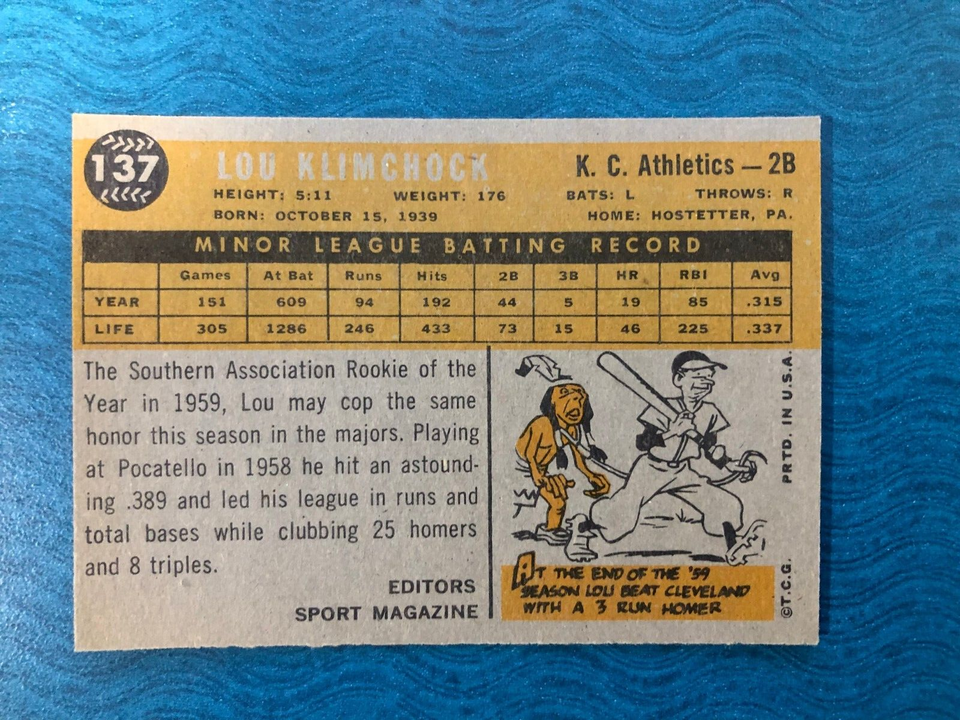 137
LOU KLIMCHOCK
K. C. Athletics — 2B
HEIGHT: 5:11 WEIGHT: 176 BATS: L THROWS: R
BORN: OCTOBER 15, 1939 HOME: HOSTETTER, PA.
MINOR LEAGUE BATTING RECORD
Games At Bat Runs Hits 2B 3B HR RBI Avg
YEAR 151 609 94 192 44 5 19 85 .315
LIFE 305 1286 246 433 73 15 46 225 .337
The Southern Association Rookie of the
Year in 1959, Lou may cop the same
honor this season in the majors. Playing
at Pocatello in 1958 he hit an astound-
ing .389 and led his league in runs and
total bases while clubbing 25 homers
and 8 triples.
EDITORS
SPORT MAGAZINE
AT THE END OF THE '59
SEASON LOU BEAT CLEVELAND
WITH A 3 RUN HOMER
©T.C.G. PRTD. IN U.S.A.